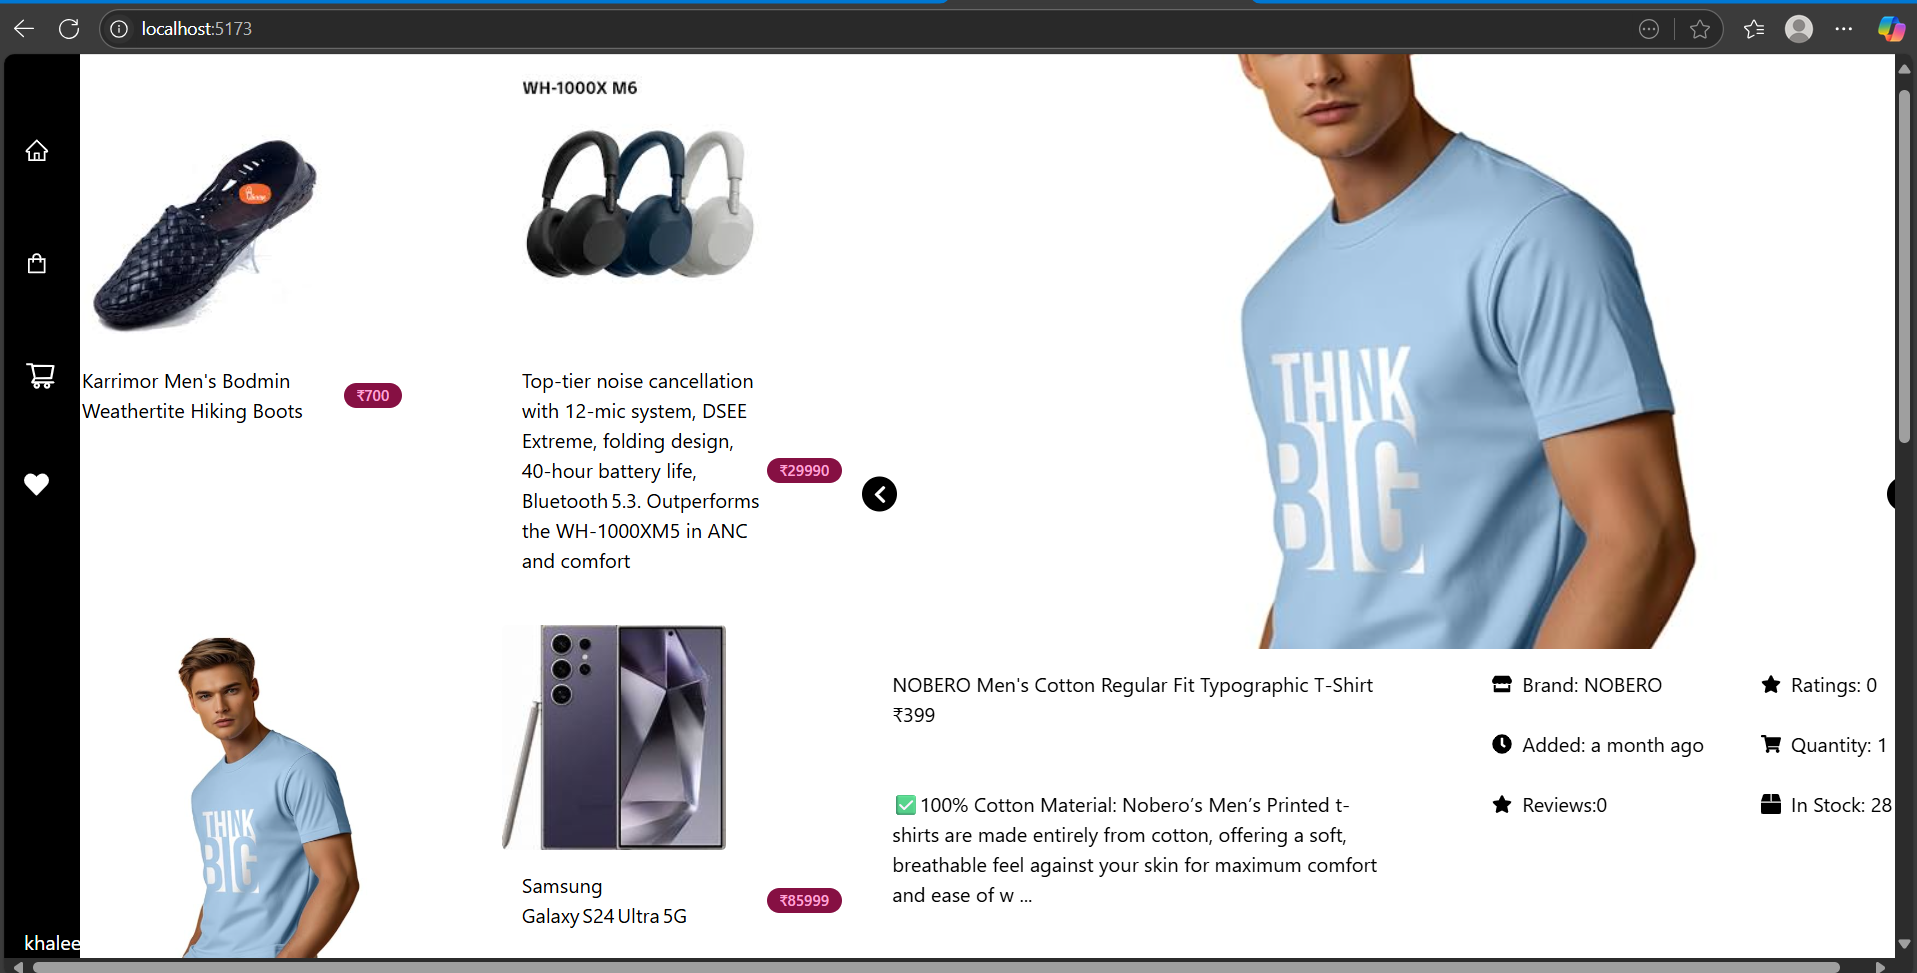 localhost:5173
WH-1000X M6
Karrimor Men's Bodmin
Weathertite Hiking Boots
₹700
Top-tier noise cancellation
with 12-mic system, DSEE
Extreme, folding design,
40-hour battery life,
Bluetooth 5.3. Outperforms
the WH-1000XM5 in ANC
and comfort
₹29990
THINK
BIG
Samsung
Galaxy S24 Ultra 5G
₹85999
THINK
BIG
NOBERO Men's Cotton Regular Fit Typographic T-Shirt
₹399
✅ 100% Cotton Material: Nobero’s Men’s Printed t-
shirts are made entirely from cotton, offering a soft,
breathable feel against your skin for maximum comfort
and ease of w ...
Brand: NOBERO
Added: a month ago
Reviews:0
Ratings: 0
Quantity: 1
In Stock: 28
khalee